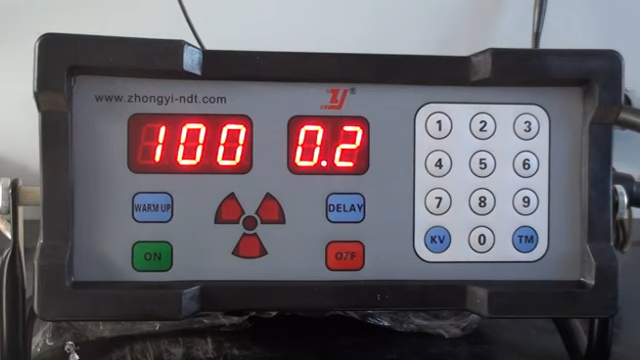 www.zhongyi-ndt.com
ZY®
100 0.2
WARM UP
DELAY
ON
OFF
1 2 3
4 5 6
7 8 9
KV 0 TM